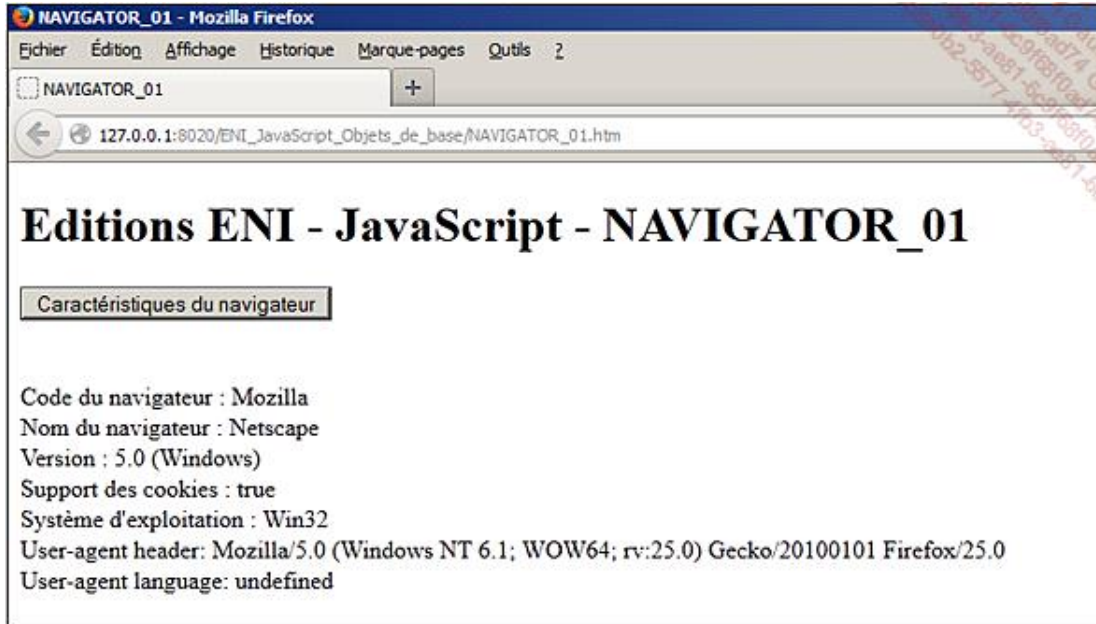 NAVIGATOR_01 - Mozilla Firefox
Fichier Édition Affichage Historique Marque-pages Outils ?
NAVIGATOR_01 +
127.0.0.1:8020/ENI_JavaScript_Objets_de_base/NAVIGATOR_01.htm
Editions ENI - JavaScript - NAVIGATOR_01
Caractéristiques du navigateur
Code du navigateur : Mozilla
Nom du navigateur : Netscape
Version : 5.0 (Windows)
Support des cookies : true
Système d'exploitation : Win32
User-agent header: Mozilla/5.0 (Windows NT 6.1; WOW64; rv:25.0) Gecko/20100101 Firefox/25.0
User-agent language: undefined